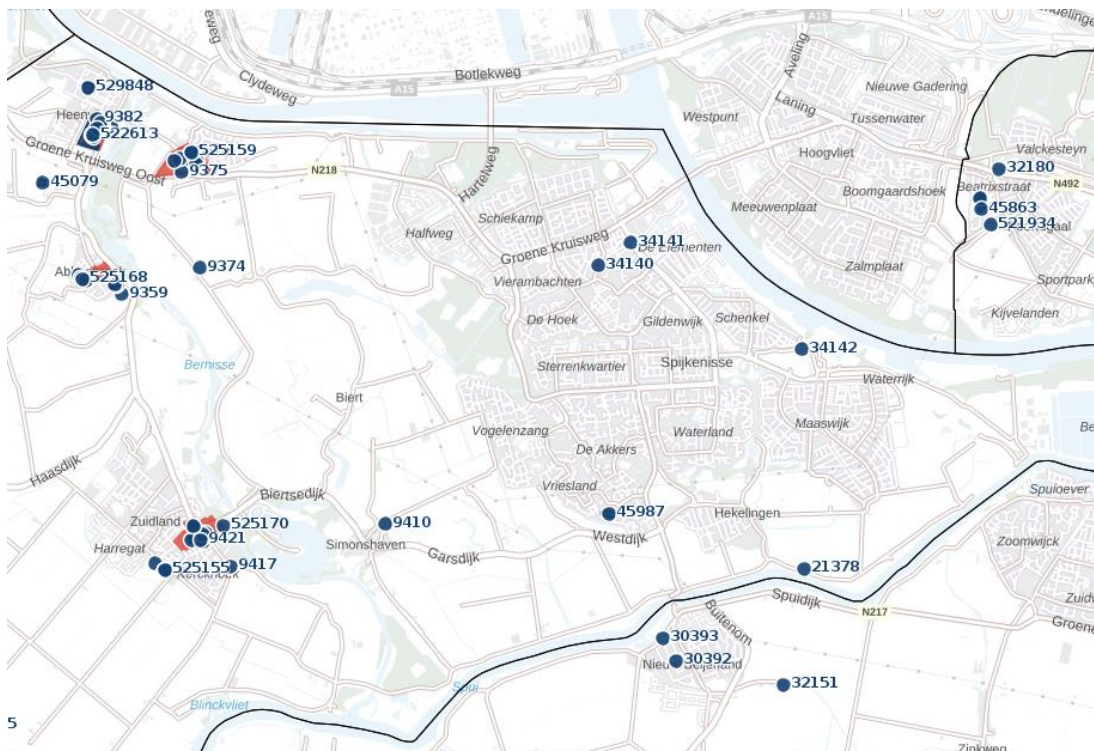 Clydeweg
Botlekweg
A15
A15
Aveling
Laning
Nieuwe Gadering
Tussenwater
Westpunt
Hoogvliet
Valckesteyn
529848
9382
522613
525159
9375
Groene Kruisweg Oost
N218
Hartelweg
Boomgaardshoek
32180
N492
Beatrixstraat
45863
521934
45079
Meeuwenplaat
Schiekamp
Halfweg
Groene Kruisweg
34141
De Elementen
34140
Zalmplaat
Sportpark
Kijvelanden
9374
525168
9359
Vierambachten
De Hoek
Gildenwijk
Schenkel
34142
Bernisse
Sterrenkwartier
Spijkenisse
Waterrijk
Biert
Maaswijk
Vogelenzang
Waterland
De Akkers
Haasdijk
Vriesland
Biertsedijk
Spuioever
Zuidland
525170
9410
45987
Hekelingen
9421
Harregat
Simonshaven
Westdijk
Zoomwijck
Garsdijk
525155
9417
21378
Spuidijk
N217
Buitenom
30393
30392
32151
Spui
Blinckvliet
5
Zinkweg